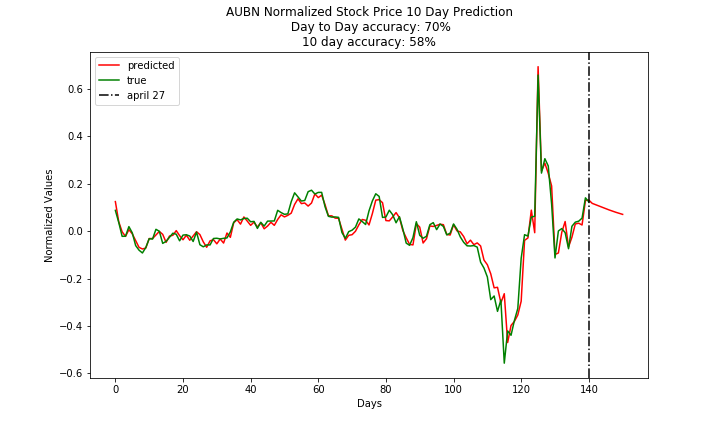 AUBN Normalized Stock Price 10 Day Prediction
Day to Day accuracy: 70%
10 day accuracy: 58%
predicted
true
april 27
Normalized Values
0.6
0.4
0.2
0.0
−0.2
−0.4
−0.6
0
20
40
60
80
100
120
140
Days